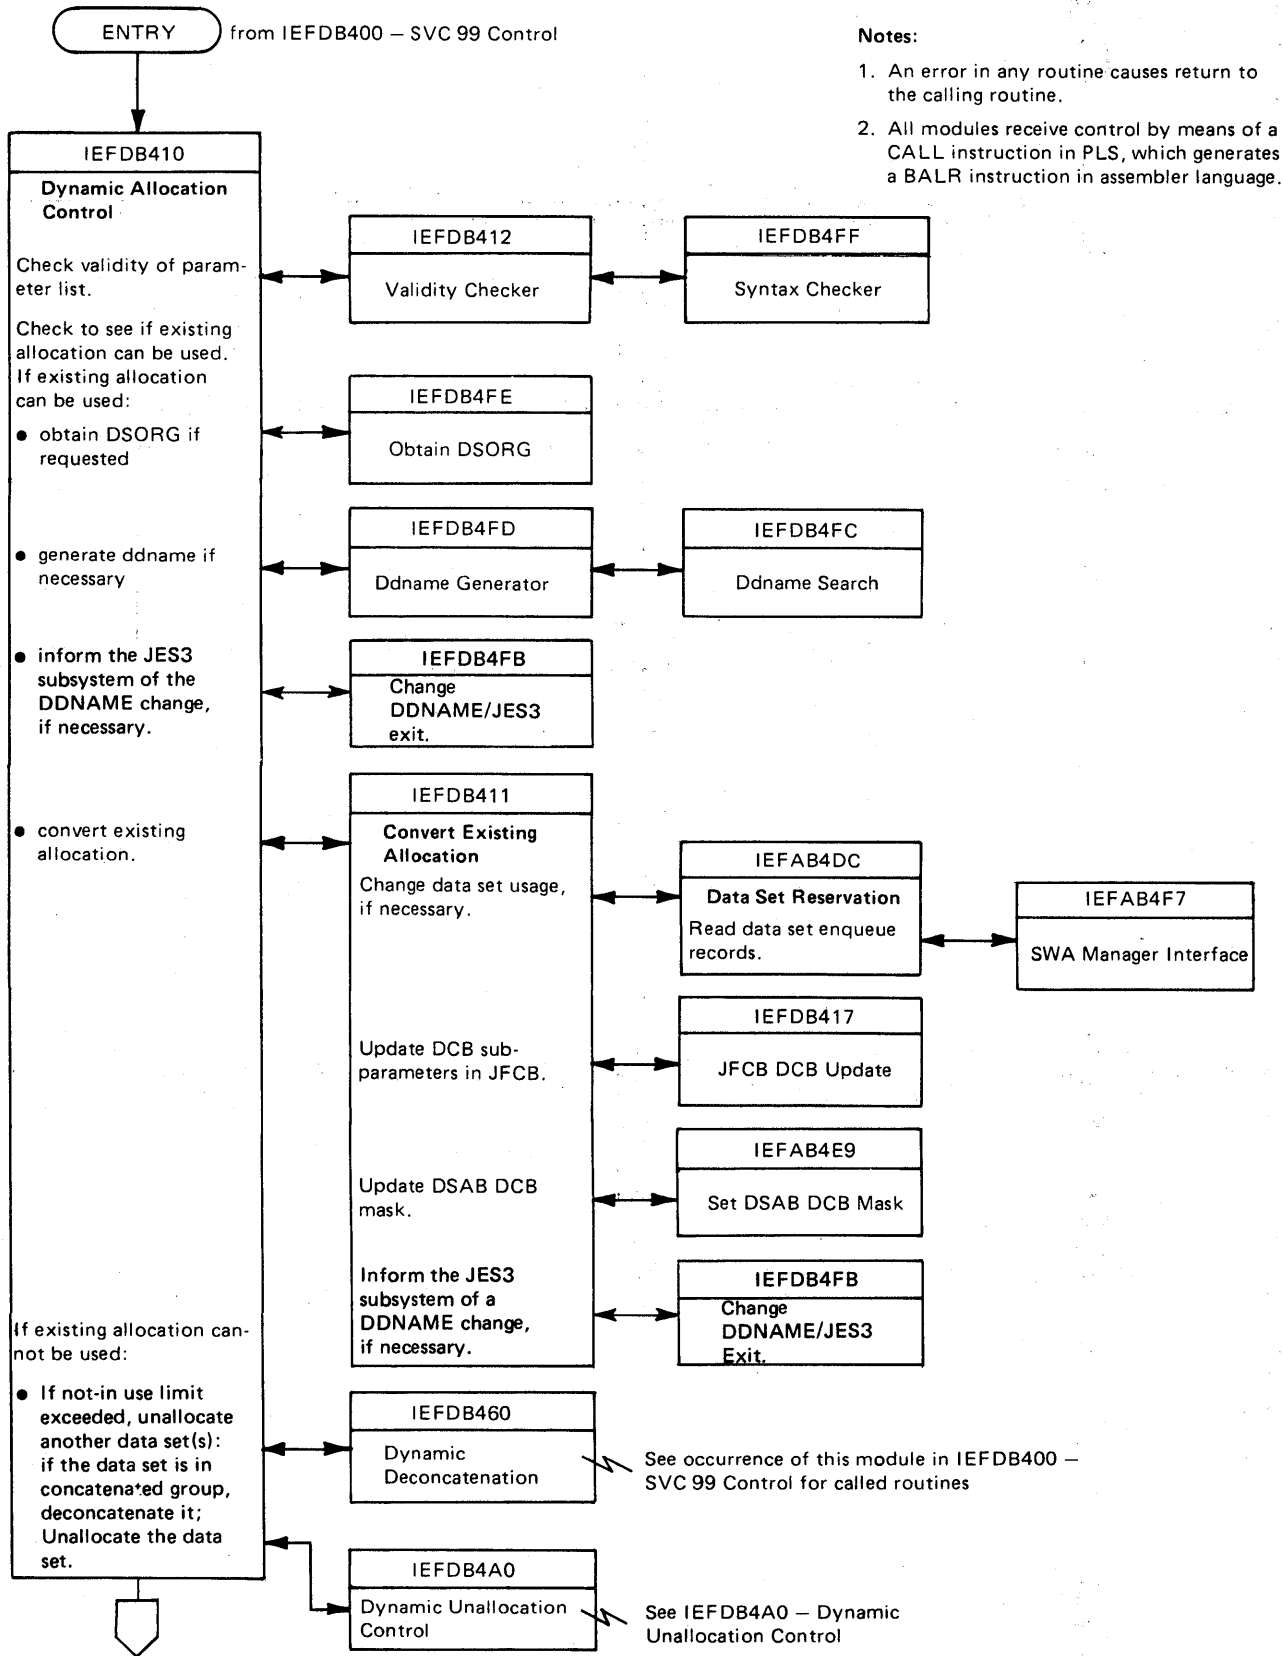 ENTRY
from IEFDB400 — SVC 99 Control
Notes:
1. An error in any routine causes return to
the calling routine.
2. All modules receive control by means of a
CALL instruction in PLS, which generates
a BALR instruction in assembler language.
IEFDB410
Dynamic Allocation
Control
Check validity of param-
eter list.
IEFDB412
Validity Checker
IEFDB4FF
Syntax Checker
Check to see if existing
allocation can be used.
If existing allocation
can be used:
● obtain DSORG if
requested
IEFDB4FE
Obtain DSORG
● generate ddname if
necessary
IEFDB4FD
Ddname Generator
IEFDB4FC
Ddname Search
● inform the JES3
subsystem of the
DDNAME change,
if necessary.
IEFDB4FB
Change
DDNAME/JES3
exit.
● convert existing
allocation.
IEFDB411
Convert Existing
Allocation
Change data set usage,
if necessary.
IEFAB4DC
Data Set Reservation
Read data set enqueue
records.
IEFAB4F7
SWA Manager Interface
Update DCB sub-
parameters in JFCB.
IEFDB417
JFCB DCB Update
Update DSAB DCB
mask.
IEFAB4E9
Set DSAB DCB Mask
Inform the JES3
subsystem of a
DDNAME change,
if necessary.
IEFDB4FB
Change
DDNAME/JES3
Exit.
If existing allocation can-
not be used:
● If not-in use limit
exceeded, unallocate
another data set(s):
if the data set is in
concatenated group,
deconcatenate it;
Unallocate the data
set.
IEFDB460
Dynamic
Deconcatenation
See occurrence of this module in IEFDB400 —
SVC 99 Control for called routines
IEFDB4A0
Dynamic Unallocation
Control
See IEFDB4A0 — Dynamic
Unallocation Control